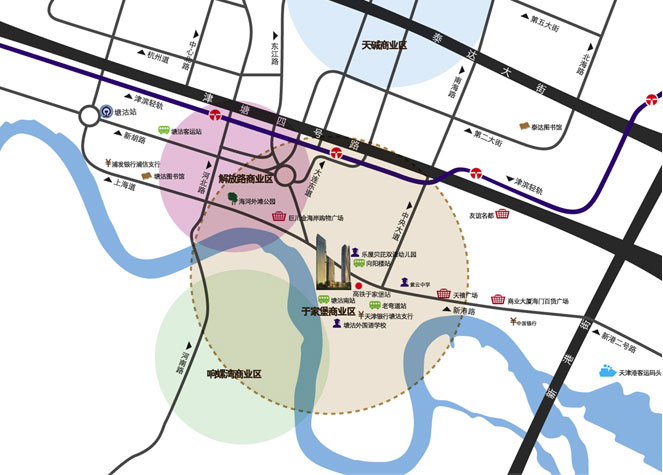 第五大街
天碱商业区
泰达大街
北海路
中心北路
东江路
杭州道
南海路
津滨轻轨
塘沽站
津塘四号路
泰达图书馆
第二大街
新胡路
塘沽客运站
浦发银行浦信支行
塘沽图书馆
上海道
河北路
解放路商业区
大连东道
津滨轻轨
海河外滩公园
巨川金海岸购物广场
中央大道
友谊名都
乐屋贝茈双语幼儿园
向阳楼站
紫云中学
高铁于家堡站
塘沽南站
老弯道站
天殖广场
商业大厦海门百货广场
于家堡商业区
天津银行塘沽支行
新港路
中国银行
塘沽外国语学校
新港二号路
河南路
响螺湾商业区
新港街
天津港客运码头